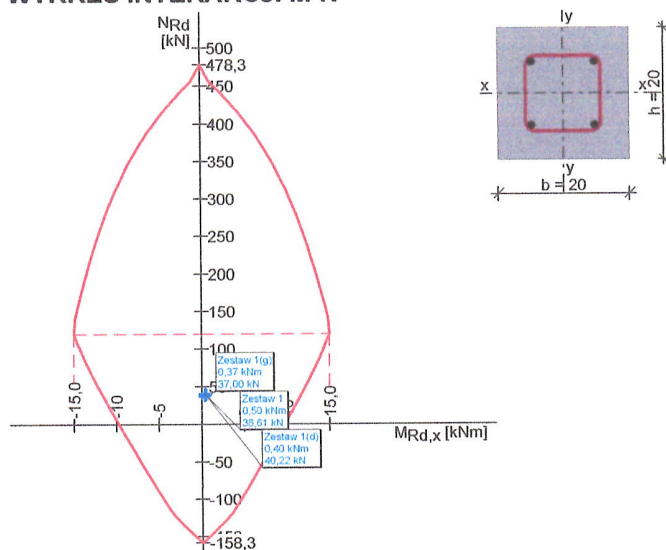 NRd
[kN]
500
478,3
450
400
350
300
250
200
150
100
-15,0
-10
-5
15,0
MRd,x [kNm]
Zestaw 1(g)
0,37 kNm
37,00 kN
Zestaw 1
0,50 kNm
38,61 kN
Zestaw 1(d)
0,40 kNm
40,22 kN
-50
-100
-158,3
y
x
x
h = 20
y
b = 20